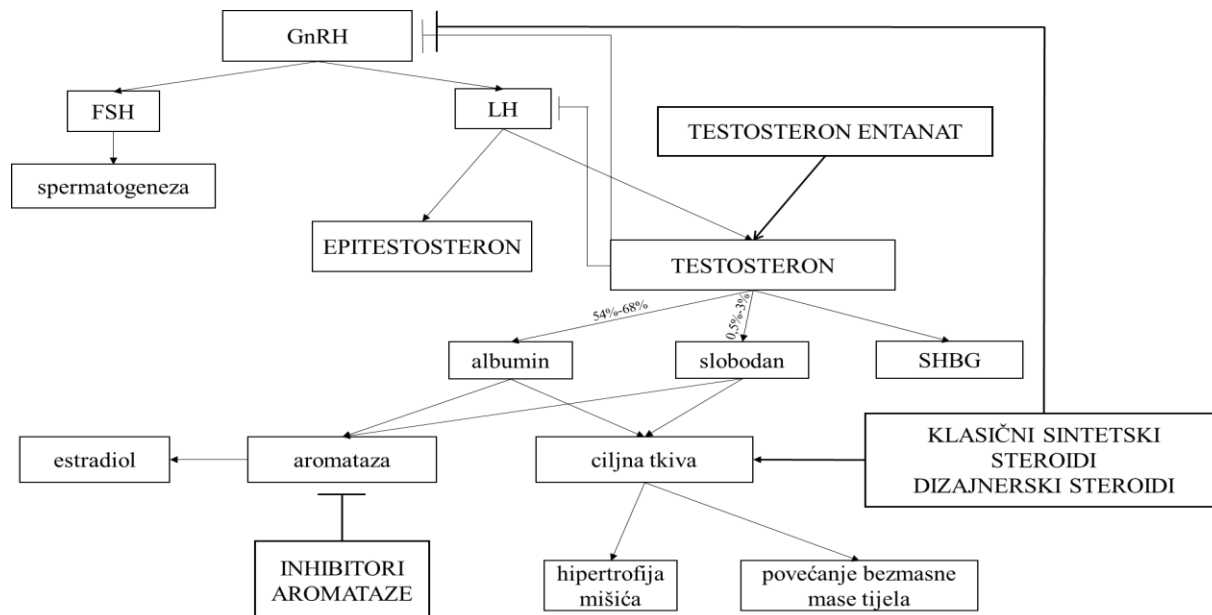 GnRH
FSH
LH
TESTOSTERON ENTANAT
spermatogeneza
EPITESTOSTERON
TESTOSTERON
54%-68%
0,5%-3%
albumin
slobodan
SHBG
estradiol
aromataza
ciljna tkiva
KLASIČNI SINTETSKI
STEROIDI
DIZAJNERSKI STEROIDI
INHIBITORI
AROMATAZE
hipertrofija
mišića
povećanje bezmasne
mase tijela